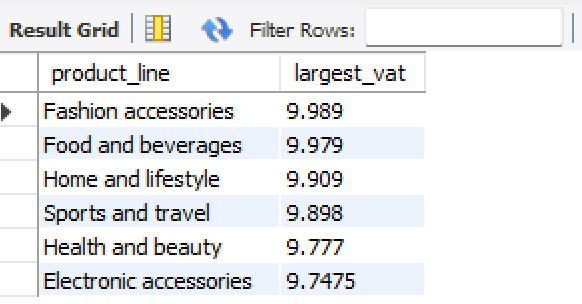 Result Grid Filter Rows:
product_line largest_vat
Fashion accessories 9.989
Food and beverages 9.979
Home and lifestyle 9.909
Sports and travel 9.898
Health and beauty 9.777
Electronic accessories 9.7475